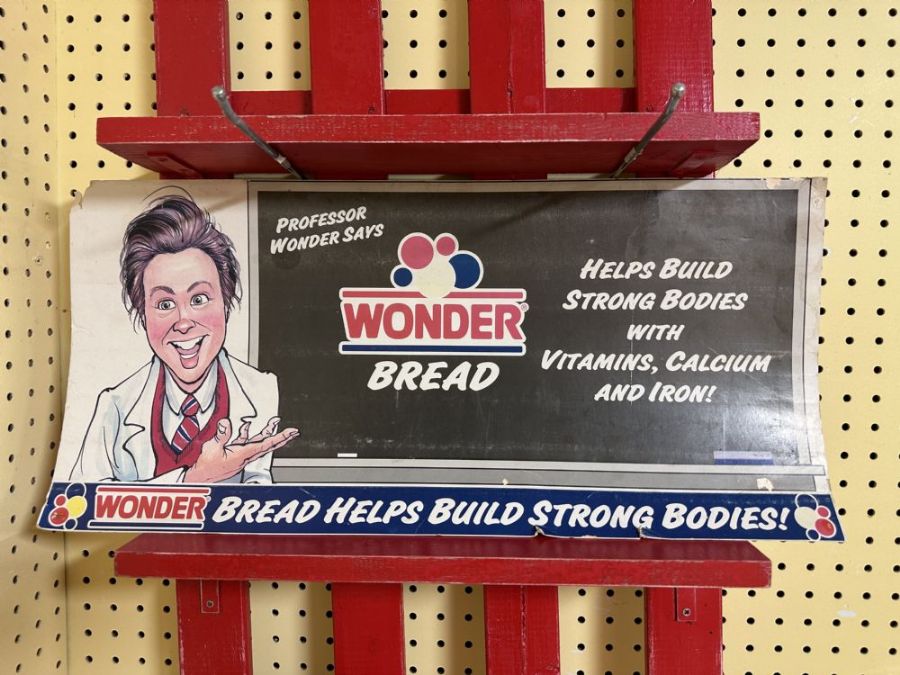 PROFESSOR
WONDER SAYS
WONDER®
BREAD
HELPS BUILD
STRONG BODIES
WITH
VITAMINS, CALCIUM
AND IRON!
WONDER BREAD HELPS BUILD STRONG BODIES!